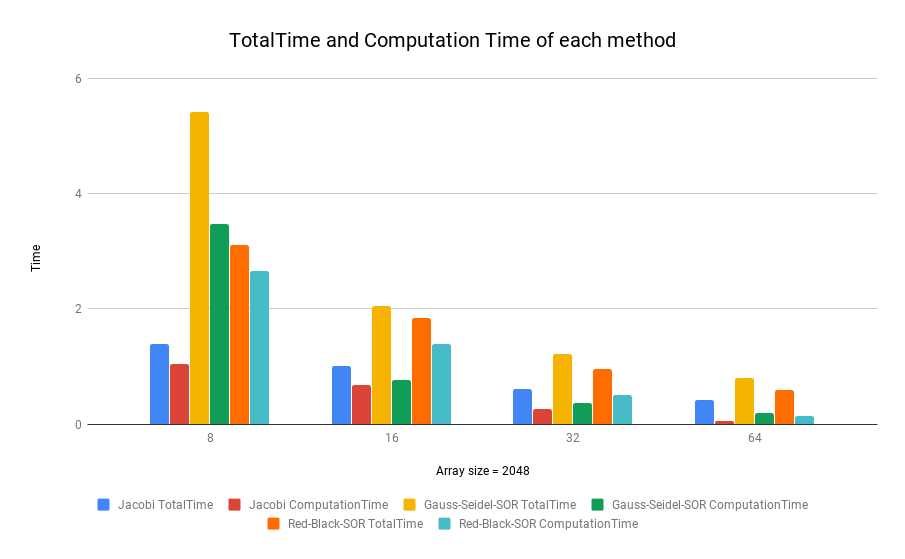 TotalTime and Computation Time of each method
6
4
2
0
Time
8 16 32 64
Array size = 2048
Jacobi TotalTime Jacobi ComputationTime Gauss-Seidel-SOR TotalTime Gauss-Seidel-SOR ComputationTime
Red-Black-SOR TotalTime Red-Black-SOR ComputationTime